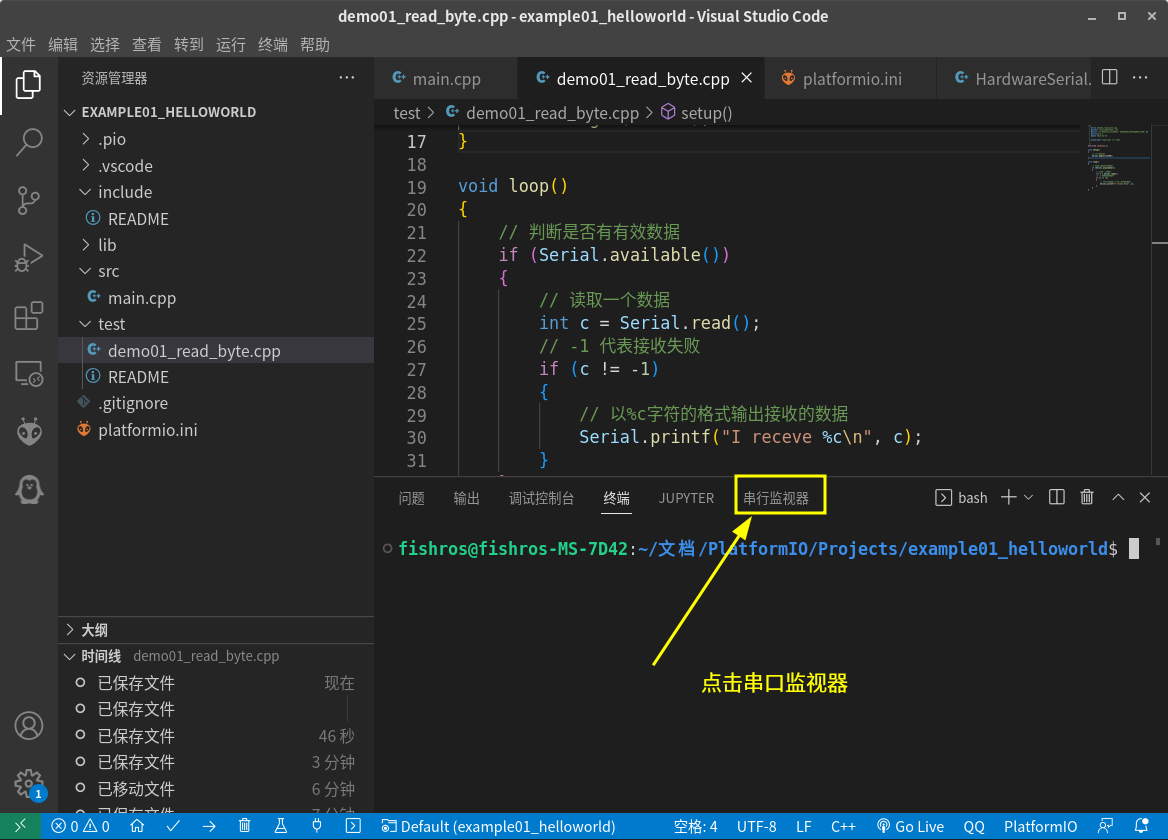 demo01_read_byte.cpp - example01_helloworld - Visual Studio Code
文件 编辑 选择 查看 转到 运行 终端 帮助
资源管理器
EXAMPLE01_HELLOWORLD
.pio
.vscode
include
README
lib
src
main.cpp
test
demo01_read_byte.cpp
README
.gitignore
platformio.ini
大纲
时间线 demo01_read_byte.cpp
已保存文件 现在
已保存文件
已保存文件 46 秒
已保存文件 3 分钟
已移动文件 6 分钟
已保存文件 7 分钟
1
main.cpp demo01_read_byte.cpp platformio.ini HardwareSerial.
test > demo01_read_byte.cpp > setup()
17 }
18
19 void loop()
20 {
21 // 判断是否有有效数据
22 if (Serial.available())
23 {
24 // 读取一个数据
25 int c = Serial.read();
26 // -1 代表接收失败
27 if (c != -1)
28 {
29 // 以%c字符的格式输出接收的数据
30 Serial.printf("I receve %c\n", c);
31 }
问题 输出 调试控制台 终端 JUPYTER 串行监视器 bash
fishros@fishros-MS-7D42:~/文档/PlatformIO/Projects/example01_helloworld$
点击串口监视器
0 0 Default (example01_helloworld) 空格: 4 UTF-8 LF C++ Go Live QQ PlatformIO